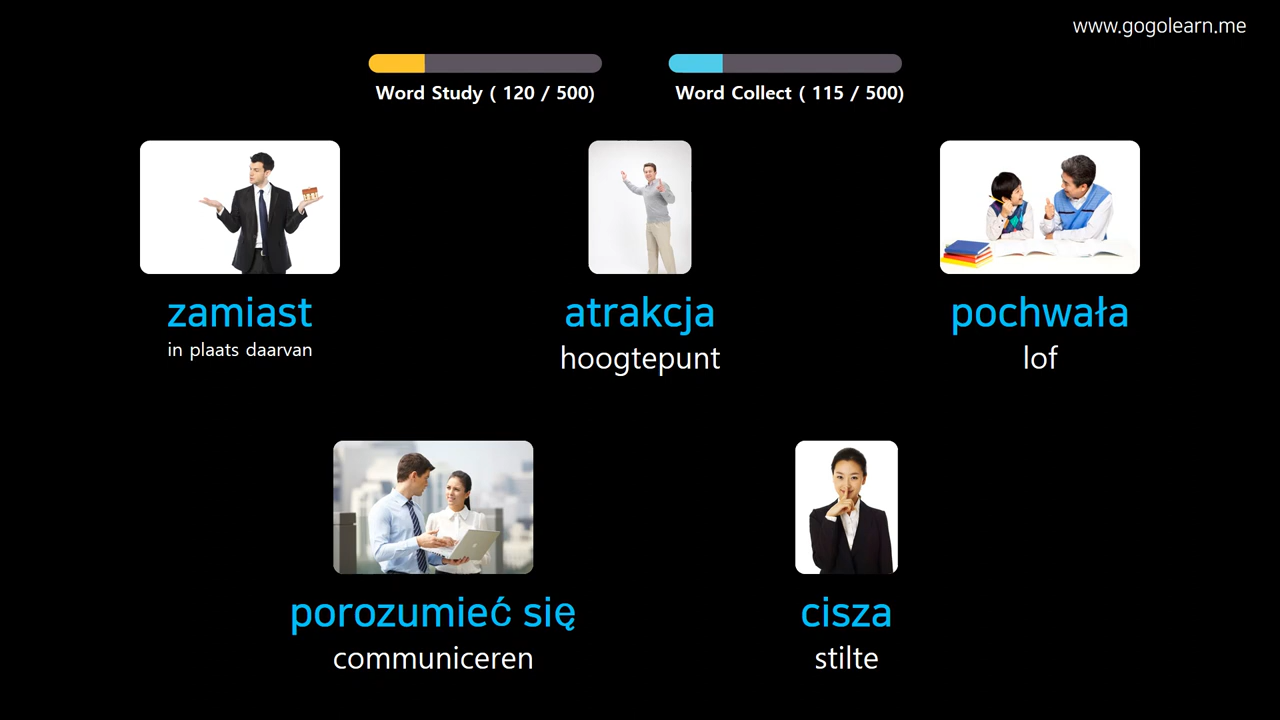 www.gogolearn.me
Word Study ( 120 / 500)
Word Collect ( 115 / 500)
zamiast
in plaats daarvan
atrakcja
hoogtepunt
pochwała
lof
porozumieć się
communiceren
cisza
stilte